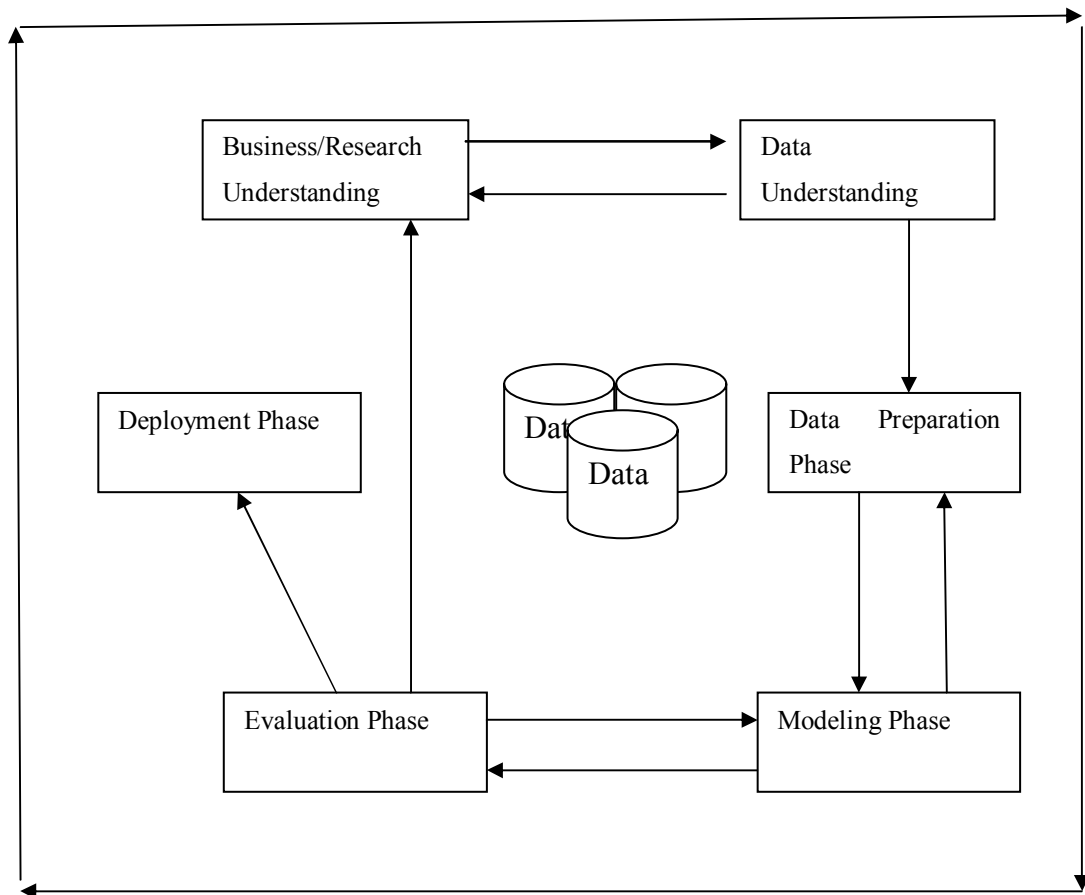 Business/Research
Understanding
Data
Understanding
Deployment Phase
Data Preparation
Phase
Data
Evaluation Phase
Modeling Phase